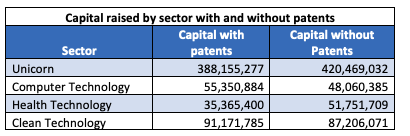 Capital raised by sector with and without patents
Sector Capital with patents Capital without Patents
Unicorn 388,155,277 420,469,032
Computer Technology 55,350,884 48,060,385
Health Technology 35,365,400 51,751,709
Clean Technology 91,171,785 87,206,071